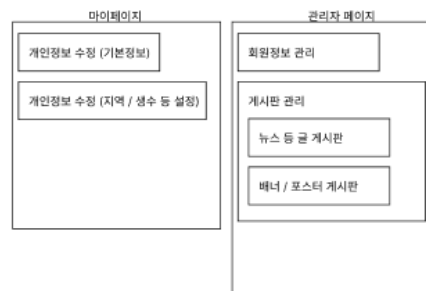 마이페이지
개인정보 수정 (기본정보)
개인정보 수정 (지역 / 생수 등 설정)
관리자 메이지
회원정보 관리
게시판 관리
뉴스 등 글 게시판
배너 / 포스터 게시판